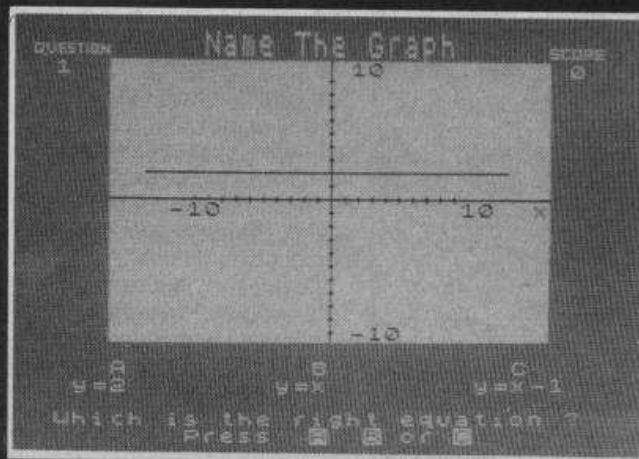 Name The Graph
QUESTION
1
SCORE
0
10
-10
10
x
-10
A
B
C
y=2
y=x
y=x-1
Which is the right equation ?
Press A B or C